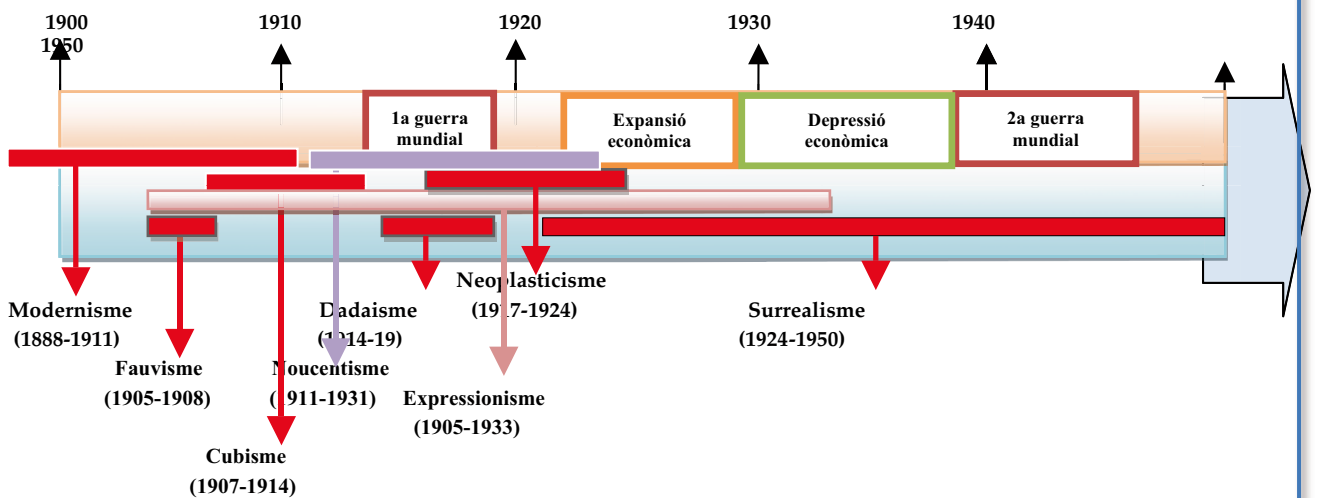 1900 1910 1920 1930 1940
1950
1a guerra
mundial
Expansió
econòmica
Depressió
econòmica
2a guerra
mundial
Modernisme
(1888-1911)
Fauvisme
(1905-1908)
Cubisme
(1907-1914)
Noucentisme
(1911-1931)
Dadaisme
(1914-19)
Neoplasticisme
(1917-1924)
Expressionisme
(1905-1933)
Surrealisme
(1924-1950)